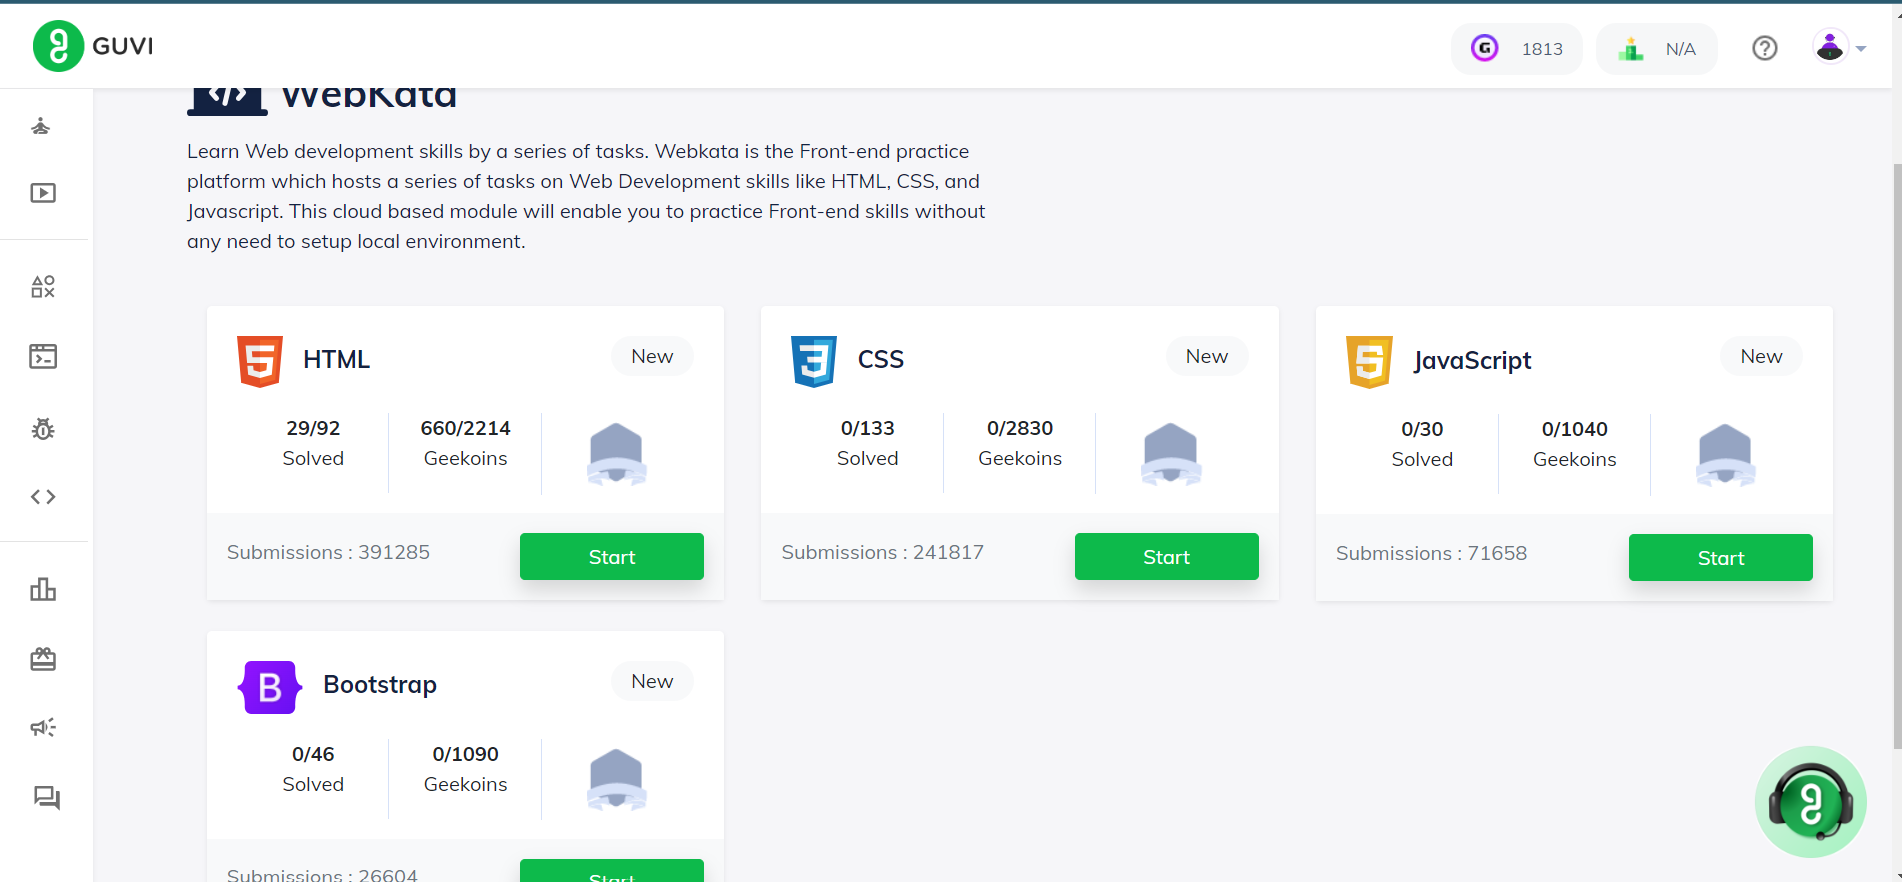 GUVI
1813
N/A
WebKata
Learn Web development skills by a series of tasks. Webkata is the Front-end practice
platform which hosts a series of tasks on Web Development skills like HTML, CSS, and
Javascript. This cloud based module will enable you to practice Front-end skills without
any need to setup local environment.
HTML
New
29/92
Solved
660/2214
Geekoins
Submissions : 391285
Start
CSS
New
0/133
Solved
0/2830
Geekoins
Submissions : 241817
Start
JavaScript
New
0/30
Solved
0/1040
Geekoins
Submissions : 71658
Start
Bootstrap
New
0/46
Solved
0/1090
Geekoins
Submissions : 26604
Start